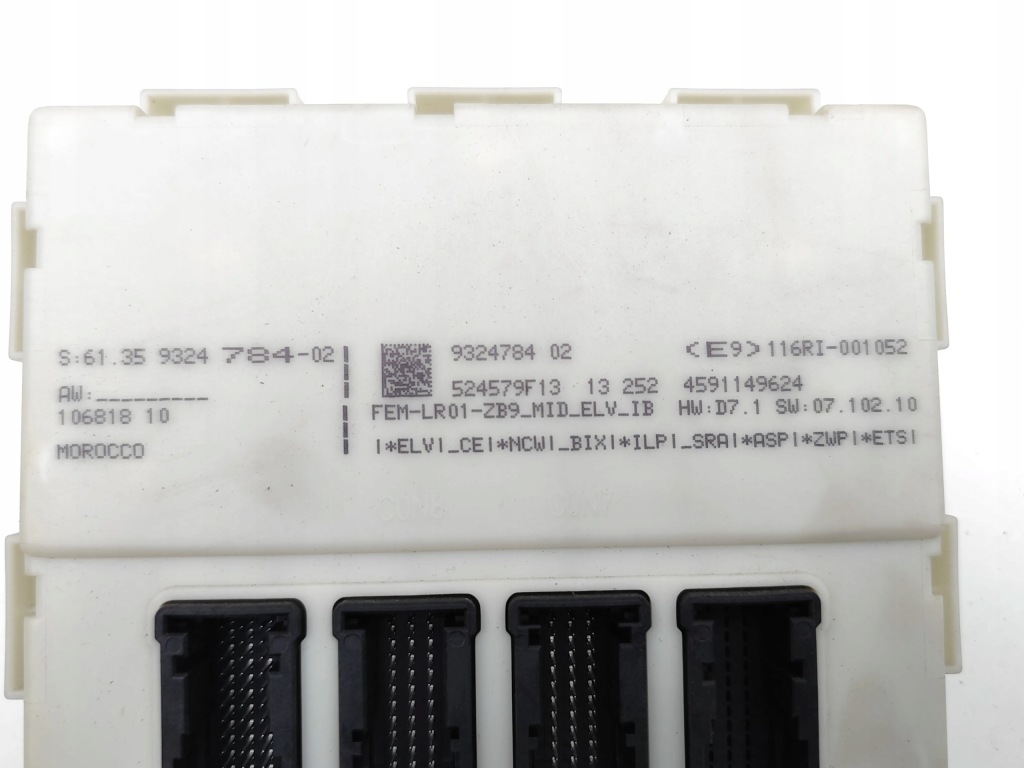 S:61.35 9324 784-02
AW:_________
106818 10
MOROCCO
9324784 02
<E9> 116RI-001052
524579F13 13 252 4591149624
FEM-LR01-ZB9_MID_ELV_IB HW:D7.1 SW:07.102.10
|*ELV|_CE|*NCW|_BIX|*ILP|_SRA|*ASP|*ZWP|*ETS|